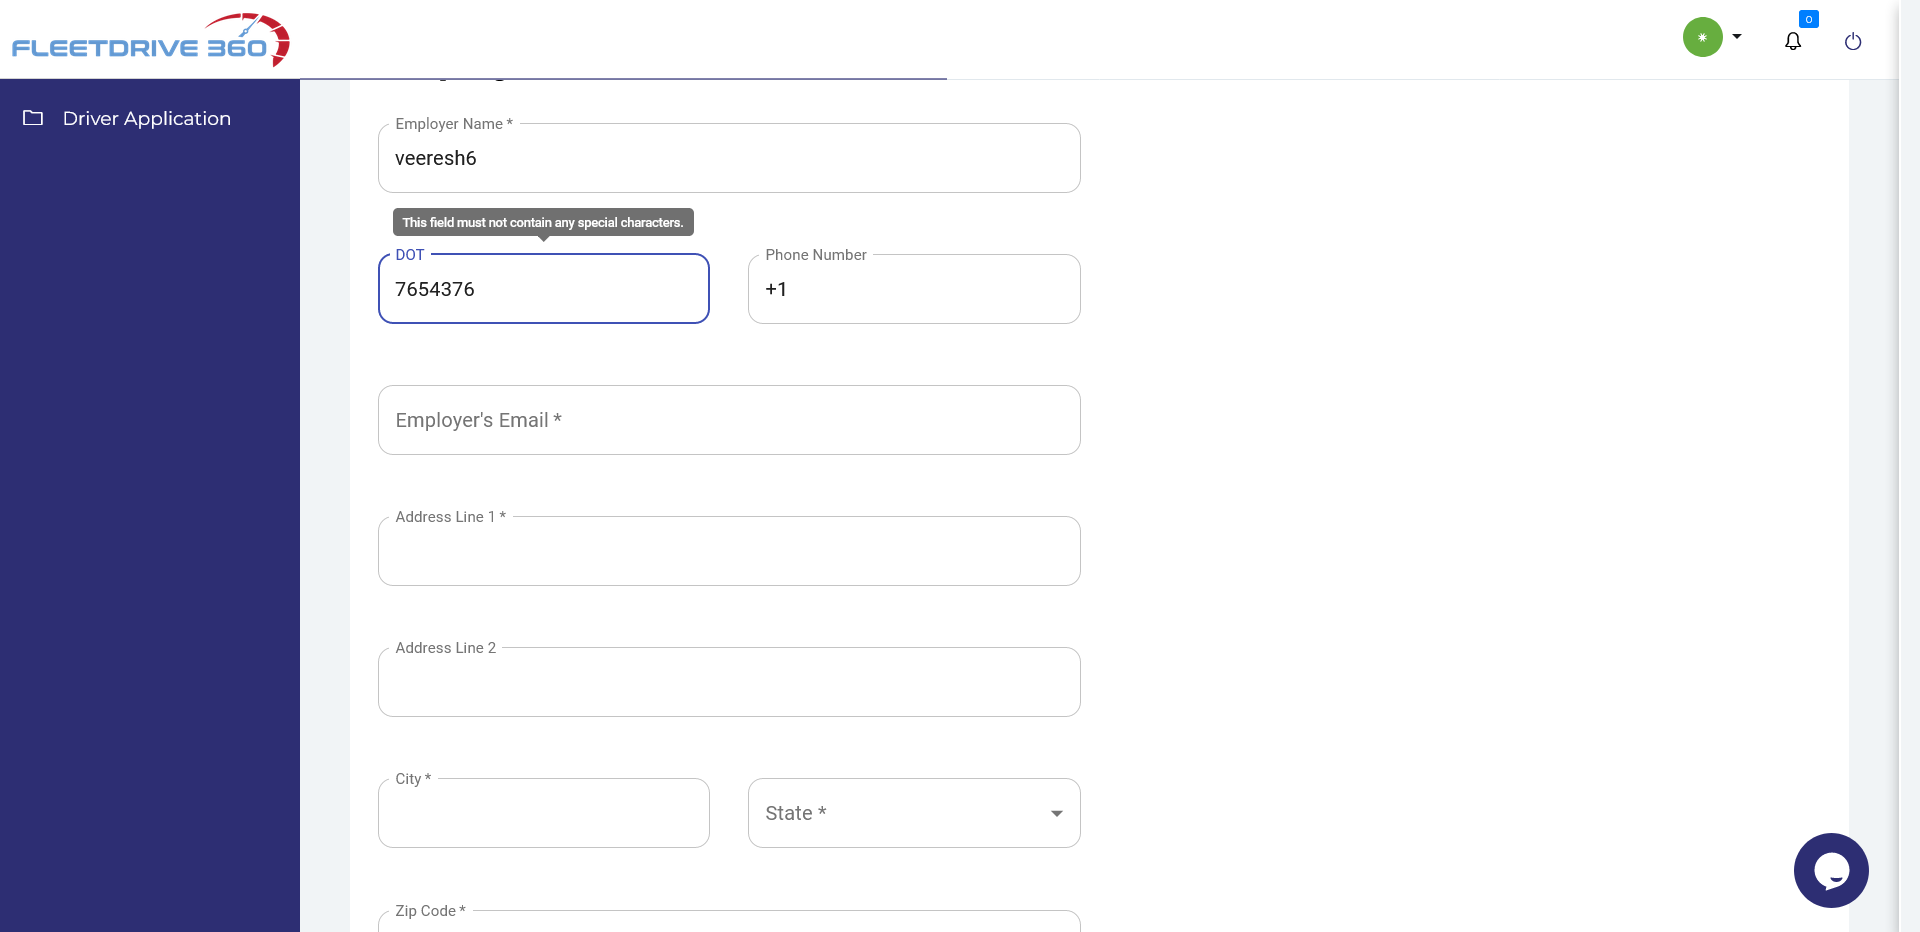 FLEETDRIVE 360
0
Driver Application
Employer Name *
veeresh6
This field must not contain any special characters.
DOT
7654376
Phone Number
+1
Employer's Email *
Address Line 1 *
Address Line 2
City *
State *
Zip Code *